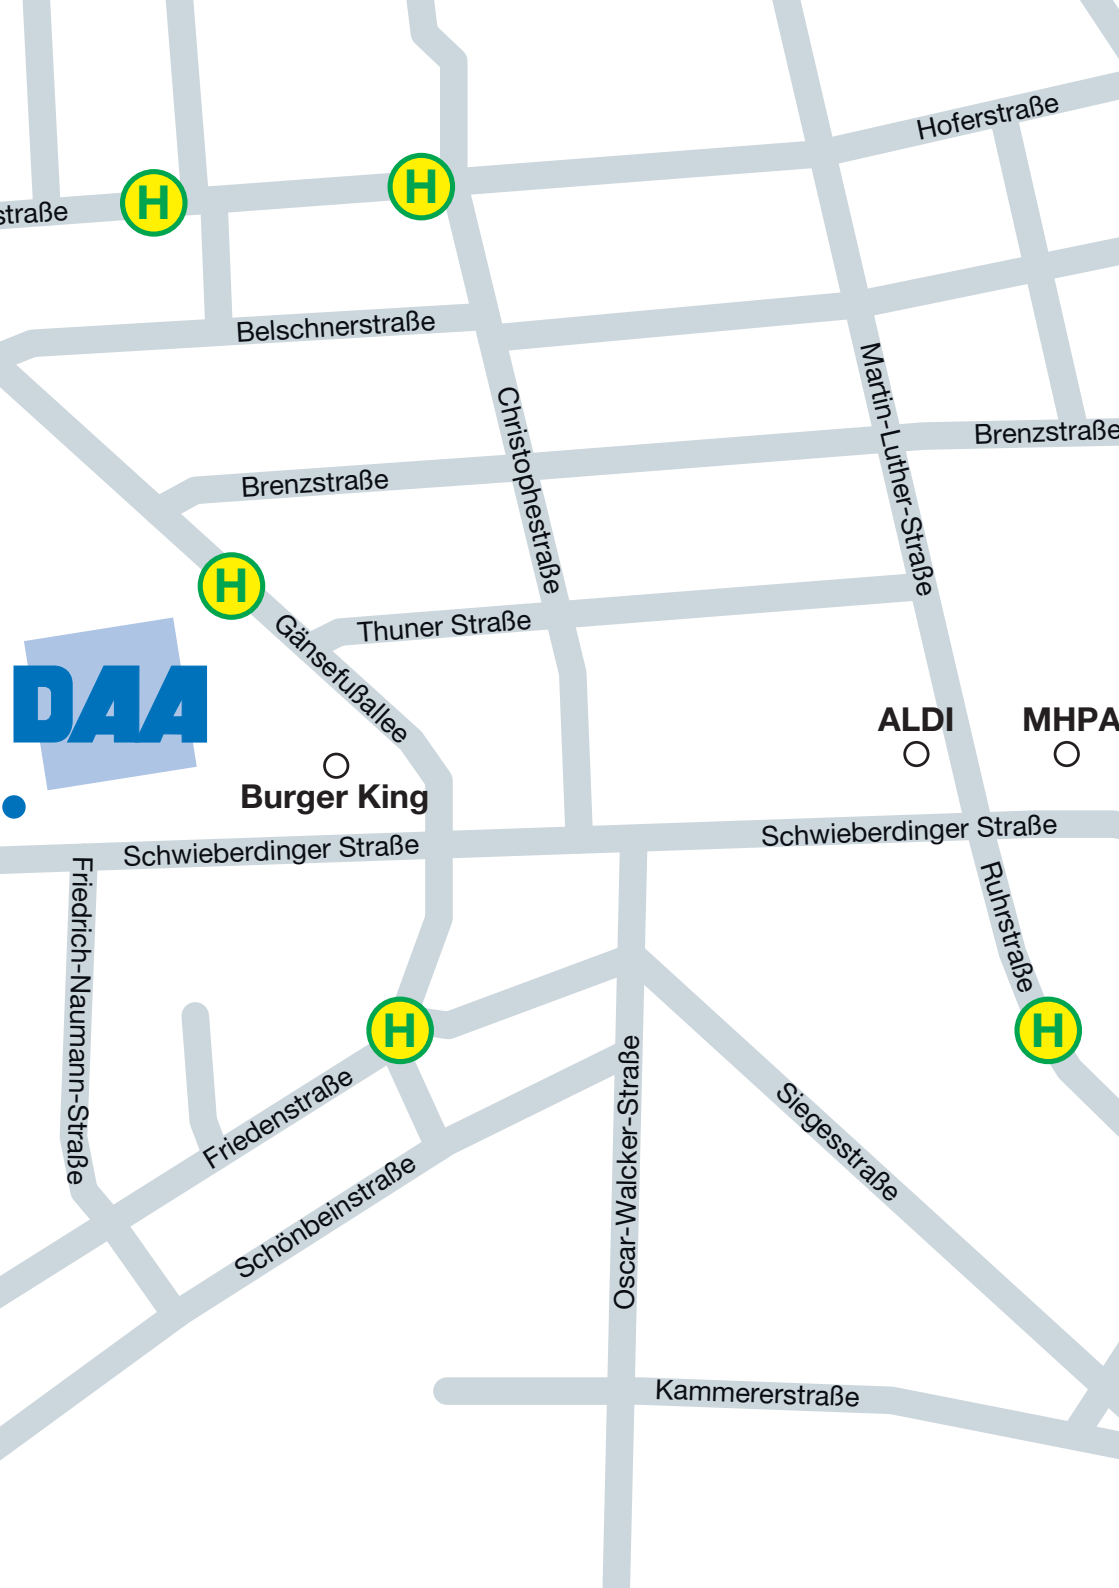 Hoferstraße
H
H
straße
Belschnerstraße
Martin-Luther-Straße
Christophestraße
Brenzstraße
Brenzstraße
H
Thuner Straße
Gänsefußallee
DAA
ALDI
MHPA
Burger King
Schwieberdinger Straße
Schwieberdinger Straße
Friedrich-Naumann-Straße
Ruhrstraße
H
H
Friedenstraße
Oscar-Walcker-Straße
Siegesstraße
Schönbeinstraße
Kammererstraße